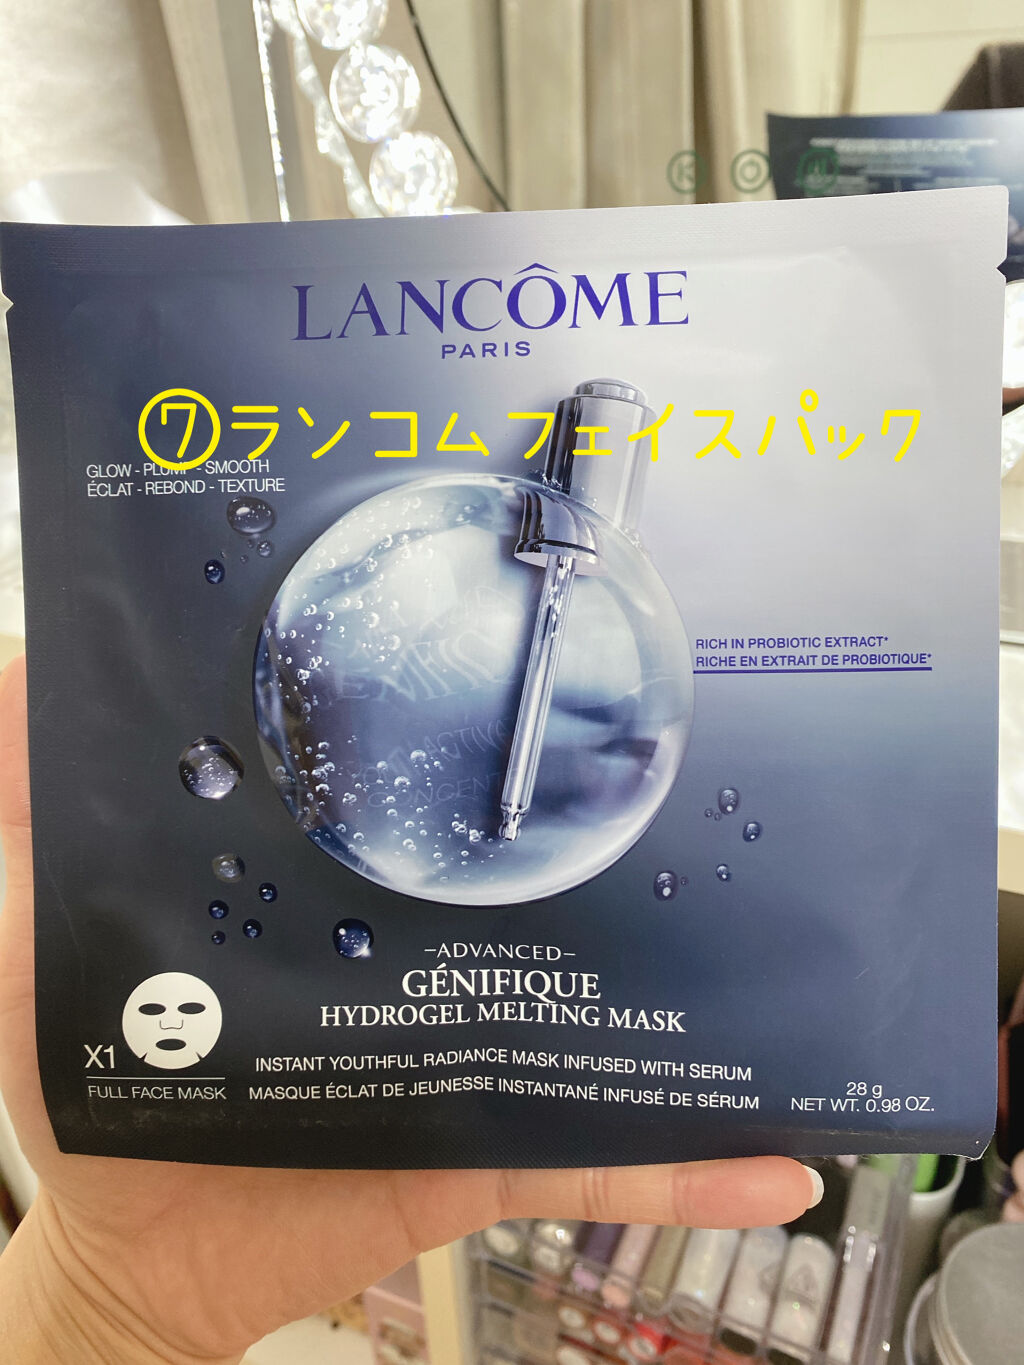 LANCÔME
PARIS
⑦ランコムフェイスパック
GLOW - PLUMP - SMOOTH
ÉCLAT - REBOND - TEXTURE
RICH IN PROBIOTIC EXTRACT*
RICHE EN EXTRAIT DE PROBIOTIQUE*
–ADVANCED–
GÉNIFIQUE
HYDROGEL MELTING MASK
X1
FULL FACE MASK
INSTANT YOUTHFUL RADIANCE MASK INFUSED WITH SERUM
MASQUE ÉCLAT DE JEUNESSE INSTANTANÉ INFUSÉ DE SÉRUM
28 g
NET WT. 0.98 OZ.